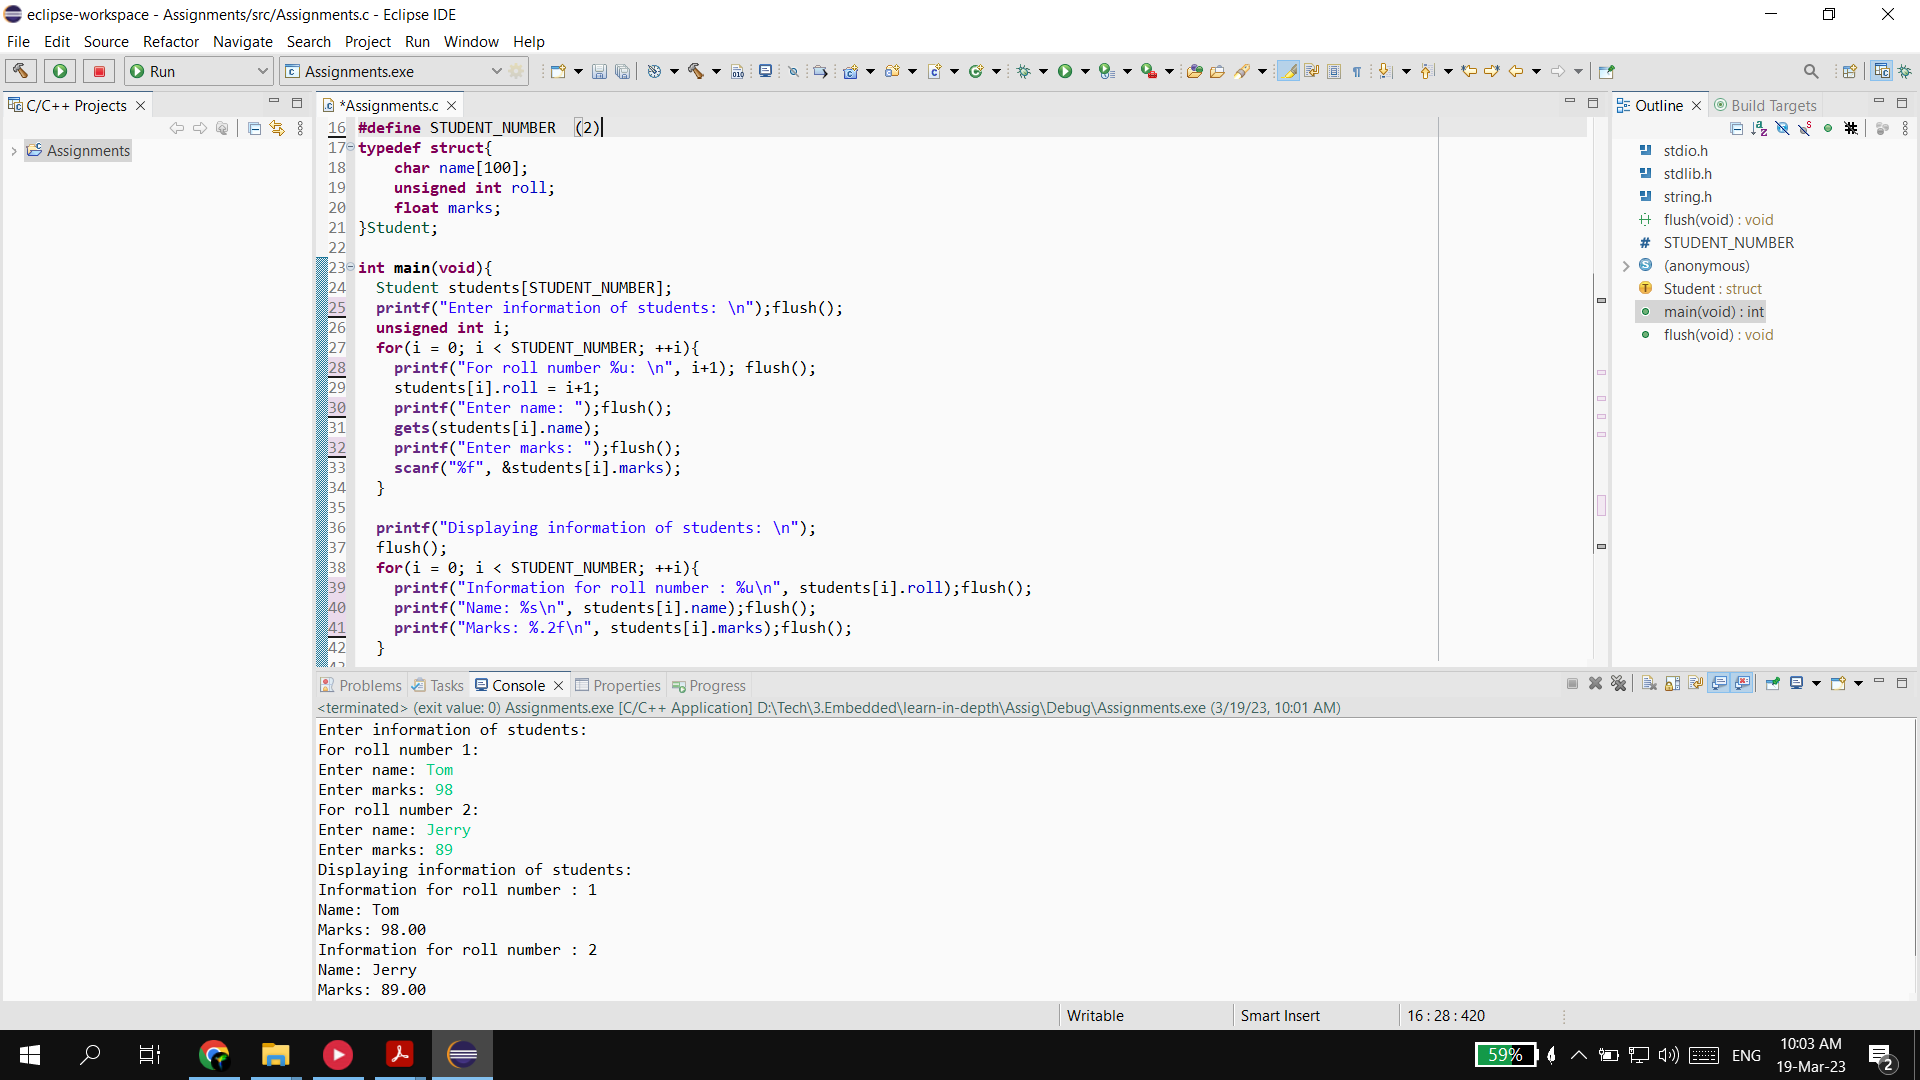 eclipse-workspace - Assignments/src/Assignments.c - Eclipse IDE
File Edit Source Refactor Navigate Search Project Run Window Help
Run
Assignments.exe
C/C++ Projects
*Assignments.c
Outline
Build Targets
Assignments
16 #define STUDENT_NUMBER  (2)
17 typedef struct{
18     char name[100];
19     unsigned int roll;
20     float marks;
21 }Student;
22
23 int main(void){
24   Student students[STUDENT_NUMBER];
25   printf("Enter information of students: \n");flush();
26   unsigned int i;
27   for(i = 0; i < STUDENT_NUMBER; ++i){
28     printf("For roll number %u: \n", i+1); flush();
29     students[i].roll = i+1;
30     printf("Enter name: ");flush();
31     gets(students[i].name);
32     printf("Enter marks: ");flush();
33     scanf("%f", &students[i].marks);
34   }
35
36   printf("Displaying information of students: \n");
37   flush();
38   for(i = 0; i < STUDENT_NUMBER; ++i){
39     printf("Information for roll number : %u\n", students[i].roll);flush();
40     printf("Name: %s\n", students[i].name);flush();
41     printf("Marks: %.2f\n", students[i].marks);flush();
42   }
stdio.h
stdlib.h
string.h
flush(void) : void
STUDENT_NUMBER
(anonymous)
Student : struct
main(void) : int
flush(void) : void
Problems Tasks Console Properties Progress
<terminated> (exit value: 0) Assignments.exe [C/C++ Application] D:\Tech\3.Embedded\learn-in-depth\Assig\Debug\Assignments.exe (3/19/23, 10:01 AM)
Enter information of students:
For roll number 1:
Enter name: Tom
Enter marks: 98
For roll number 2:
Enter name: Jerry
Enter marks: 89
Displaying information of students:
Information for roll number : 1
Name: Tom
Marks: 98.00
Information for roll number : 2
Name: Jerry
Marks: 89.00
Writable
Smart Insert
16 : 28 : 420
59%
ENG
10:03 AM
19-Mar-23
2